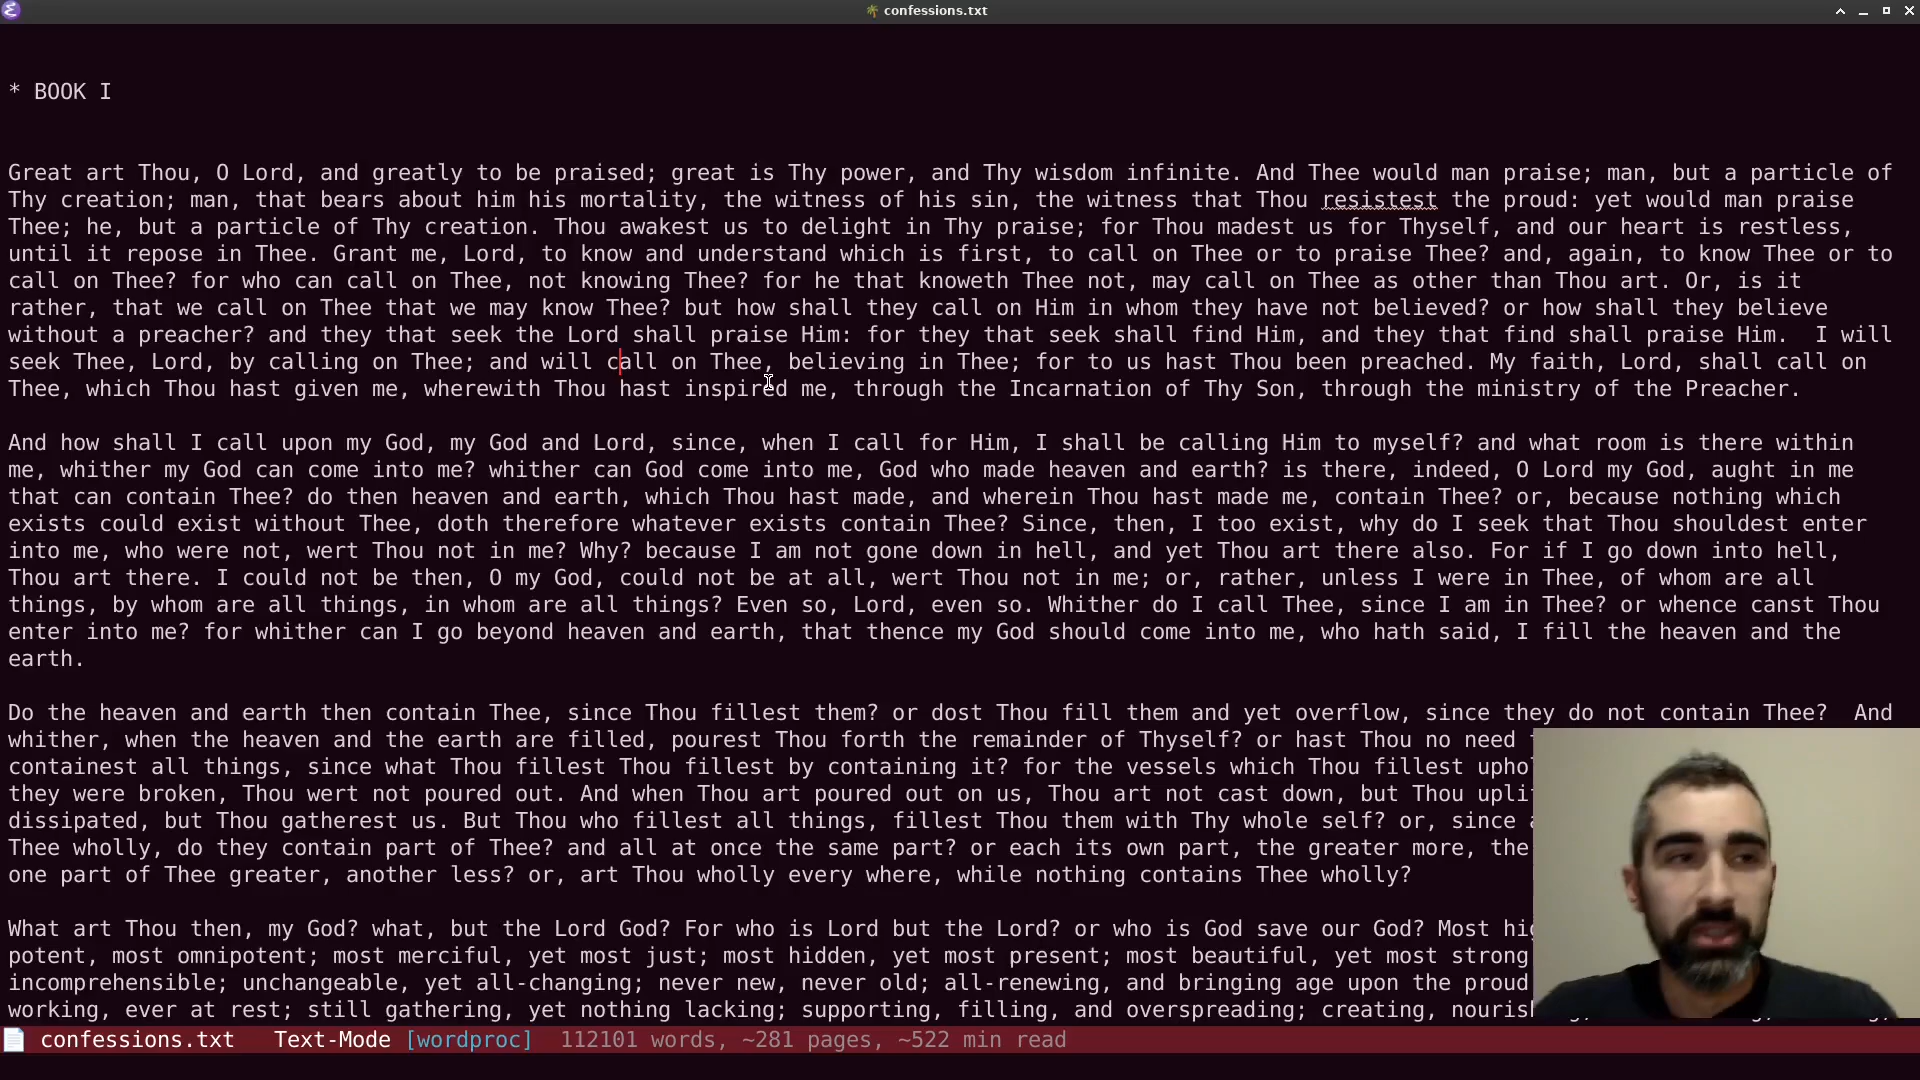 confessions.txt
* BOOK I
Great art Thou, O Lord, and greatly to be praised; great is Thy power, and Thy wisdom infinite. And Thee would man praise; man, but a particle of
Thy creation; man, that bears about him his mortality, the witness of his sin, the witness that Thou resistest the proud: yet would man praise
Thee; he, but a particle of Thy creation. Thou awakest us to delight in Thy praise; for Thou madest us for Thyself, and our heart is restless,
until it repose in Thee. Grant me, Lord, to know and understand which is first, to call on Thee or to praise Thee? and, again, to know Thee or to
call on Thee? for who can call on Thee, not knowing Thee? for he that knoweth Thee not, may call on Thee as other than Thou art. Or, is it
rather, that we call on Thee that we may know Thee? but how shall they call on Him in whom they have not believed? or how shall they believe
without a preacher? and they that seek the Lord shall praise Him: for they that seek shall find Him, and they that find shall praise Him.  I will
seek Thee, Lord, by calling on Thee; and will call on Thee, believing in Thee; for to us hast Thou been preached. My faith, Lord, shall call on
Thee, which Thou hast given me, wherewith Thou hast inspired me, through the Incarnation of Thy Son, through the ministry of the Preacher.
And how shall I call upon my God, my God and Lord, since, when I call for Him, I shall be calling Him to myself? and what room is there within
me, whither my God can come into me? whither can God come into me, God who made heaven and earth? is there, indeed, O Lord my God, aught in me
that can contain Thee? do then heaven and earth, which Thou hast made, and wherein Thou hast made me, contain Thee? or, because nothing which
exists could exist without Thee, doth therefore whatever exists contain Thee? Since, then, I too exist, why do I seek that Thou shouldest enter
into me, who were not, wert Thou not in me? Why? because I am not gone down in hell, and yet Thou art there also. For if I go down into hell,
Thou art there. I could not be then, O my God, could not be at all, wert Thou not in me; or, rather, unless I were in Thee, of whom are all
things, by whom are all things, in whom are all things? Even so, Lord, even so. Whither do I call Thee, since I am in Thee? or whence canst Thou
enter into me? for whither can I go beyond heaven and earth, that thence my God should come into me, who hath said, I fill the heaven and the
earth.
Do the heaven and earth then contain Thee, since Thou fillest them? or dost Thou fill them and yet overflow, since they do not contain Thee?  And
whither, when the heaven and the earth are filled, pourest Thou forth the remainder of Thyself? or hast Thou no need
containest all things, since what Thou fillest Thou fillest by containing it? for the vessels which Thou fillest
they were broken, Thou wert not poured out. And when Thou art poured out on us, Thou art not cast down, but Thou
dissipated, but Thou gatherest us. But Thou who fillest all things, fillest Thou them with Thy whole self? or, since
Thee wholly, do they contain part of Thee? and all at once the same part? or each its own part, the greater more, the
one part of Thee greater, another less? or, art Thou wholly every where, while nothing contains Thee wholly?
What art Thou then, my God? what, but the Lord God? For who is Lord but the Lord? or who is God save our God? Most
potent, most omnipotent; most merciful, yet most just; most hidden, yet most present; most beautiful, yet most strong
incomprehensible; unchangeable, yet all-changing; never new, never old; all-renewing, and bringing age upon the proud
working, ever at rest; still gathering, yet nothing lacking; supporting, filling, and overspreading; creating,
confessions.txt Text-Mode [wordproc] 112101 words, ~281 pages, ~522 min read